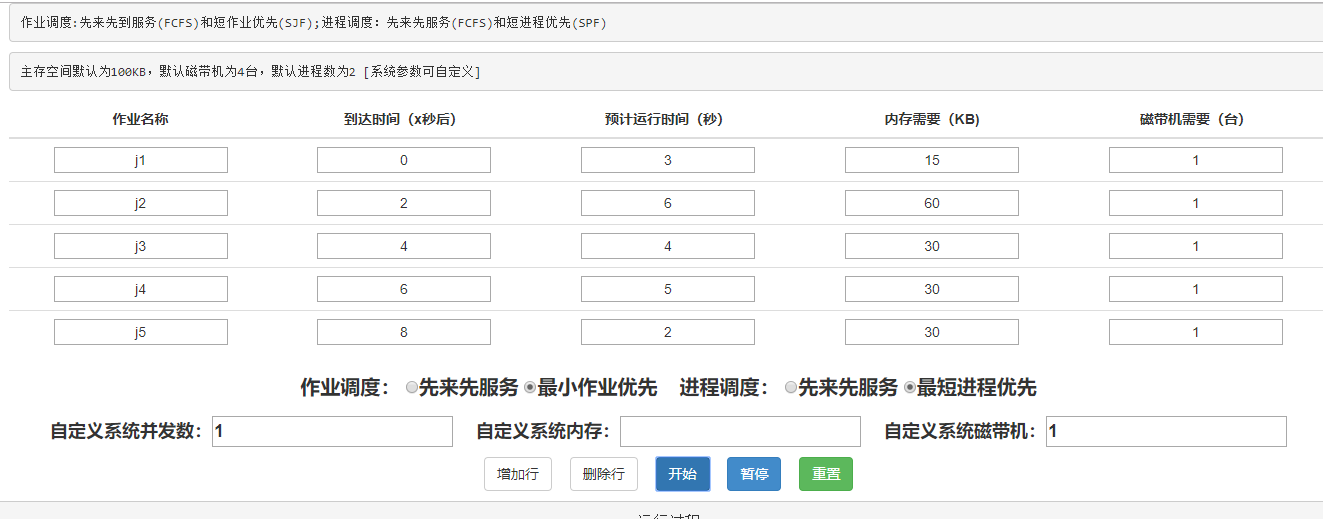 作业调度:先来先到服务(FCFS)和短作业优先(SJF);进程调度: 先来先服务(FCFS)和短进程优先(SPF)
主存空间默认为100KB，默认磁带机为4台，默认进程数为2 [系统参数可自定义]
作业名称 到达时间（x秒后） 预计运行时间（秒） 内存需要（KB) 磁带机需要（台）
j1 0 3 15 1
j2 2 6 60 1
j3 4 4 30 1
j4 6 5 30 1
j5 8 2 30 1
作业调度： 先来先服务 最小作业优先 进程调度： 先来先服务 最短进程优先
自定义系统并发数： 1 自定义系统内存： 自定义系统磁带机： 1
增加行 删除行 开始 暂停 重置
运行过程